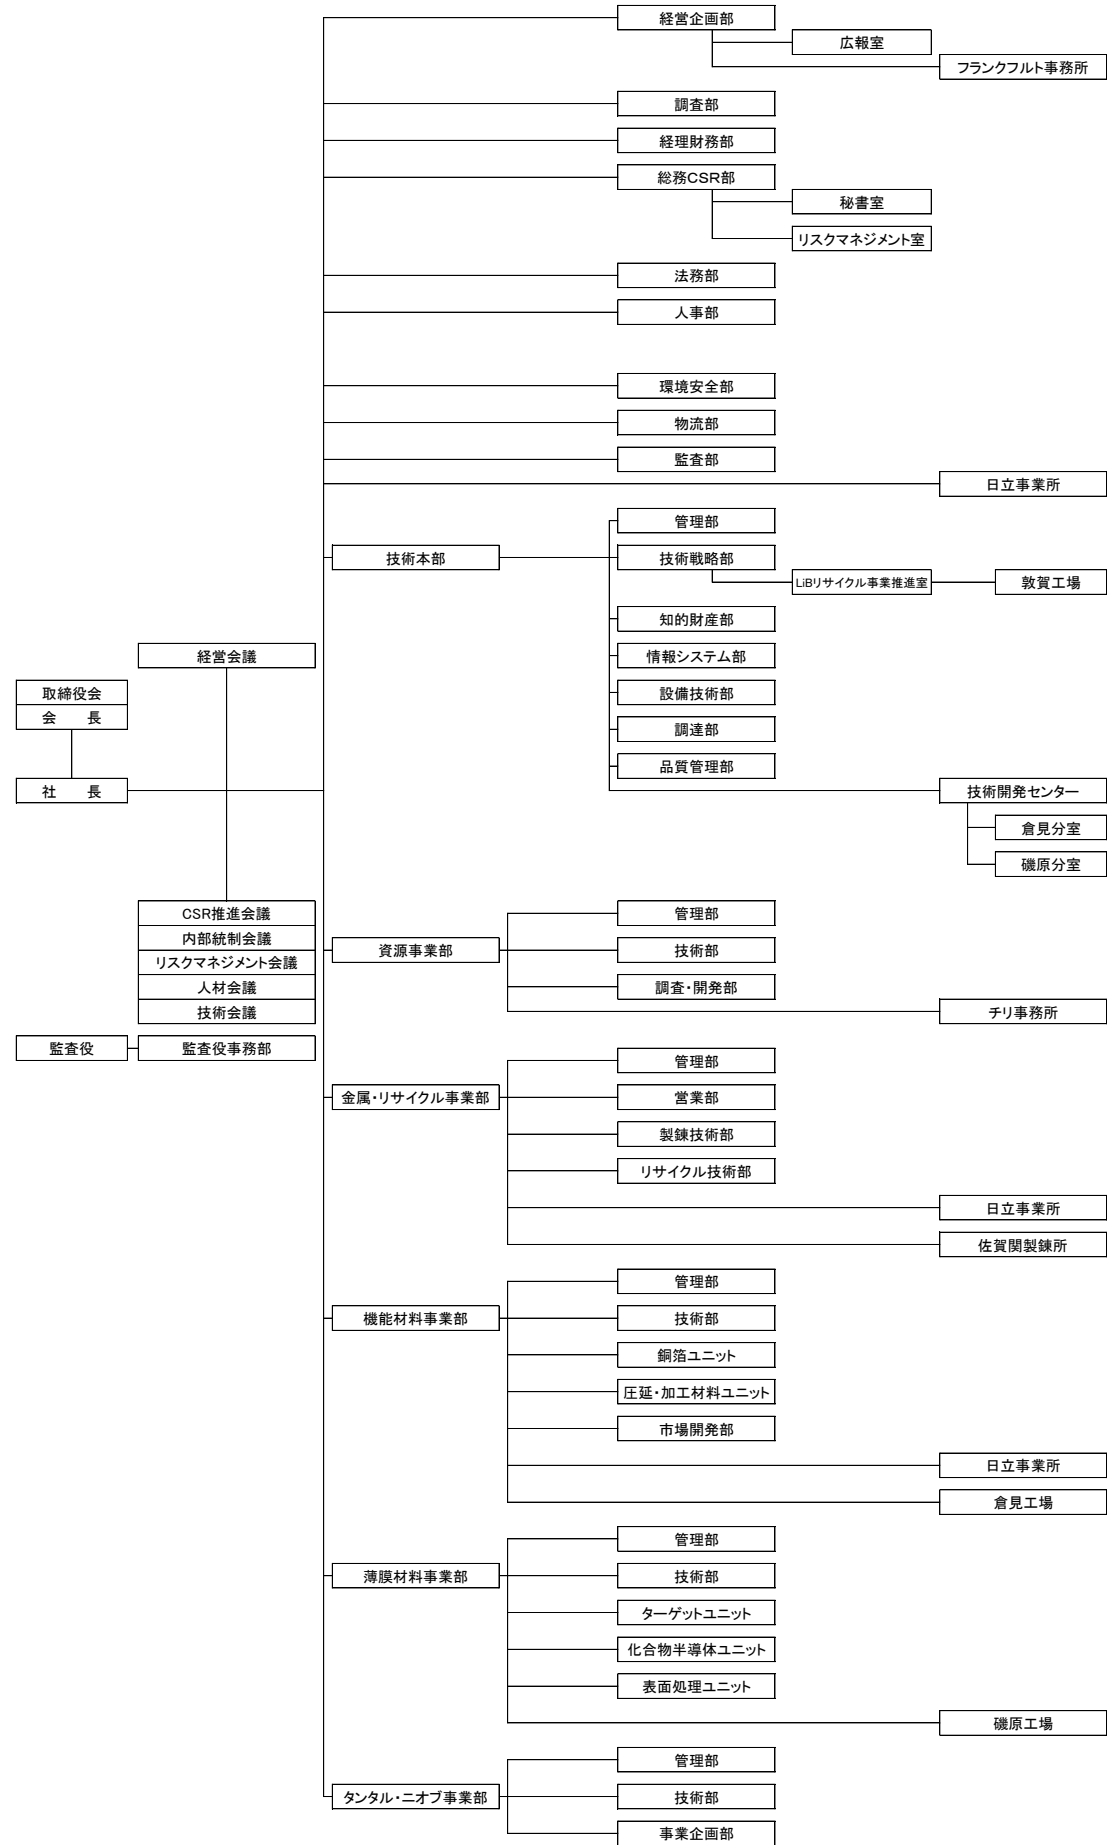 経営企画部
広報室
フランクフルト事務所
調査部
経理財務部
総務CSR部
秘書室
リスクマネジメント室
法務部
人事部
環境安全部
物流部
監査部
日立事業所
管理部
技術本部
技術戦略部
LiBリサイクル事業推進室
敦賀工場
知的財産部
経営会議
情報システム部
取締役会
設備技術部
会　長
調達部
品質管理部
社　長
技術開発センター
倉見分室
磯原分室
CSR推進会議
管理部
内部統制会議
資源事業部
技術部
リスクマネジメント会議
人材会議
調査・開発部
技術会議
チリ事務所
監査役
監査役事務部
管理部
金属・リサイクル事業部
営業部
製錬技術部
リサイクル技術部
日立事業所
佐賀関製錬所
管理部
機能材料事業部
技術部
銅箔ユニット
圧延・加工材料ユニット
市場開発部
日立事業所
倉見工場
管理部
薄膜材料事業部
技術部
ターゲットユニット
化合物半導体ユニット
表面処理ユニット
磯原工場
管理部
タンタル・ニオブ事業部
技術部
事業企画部